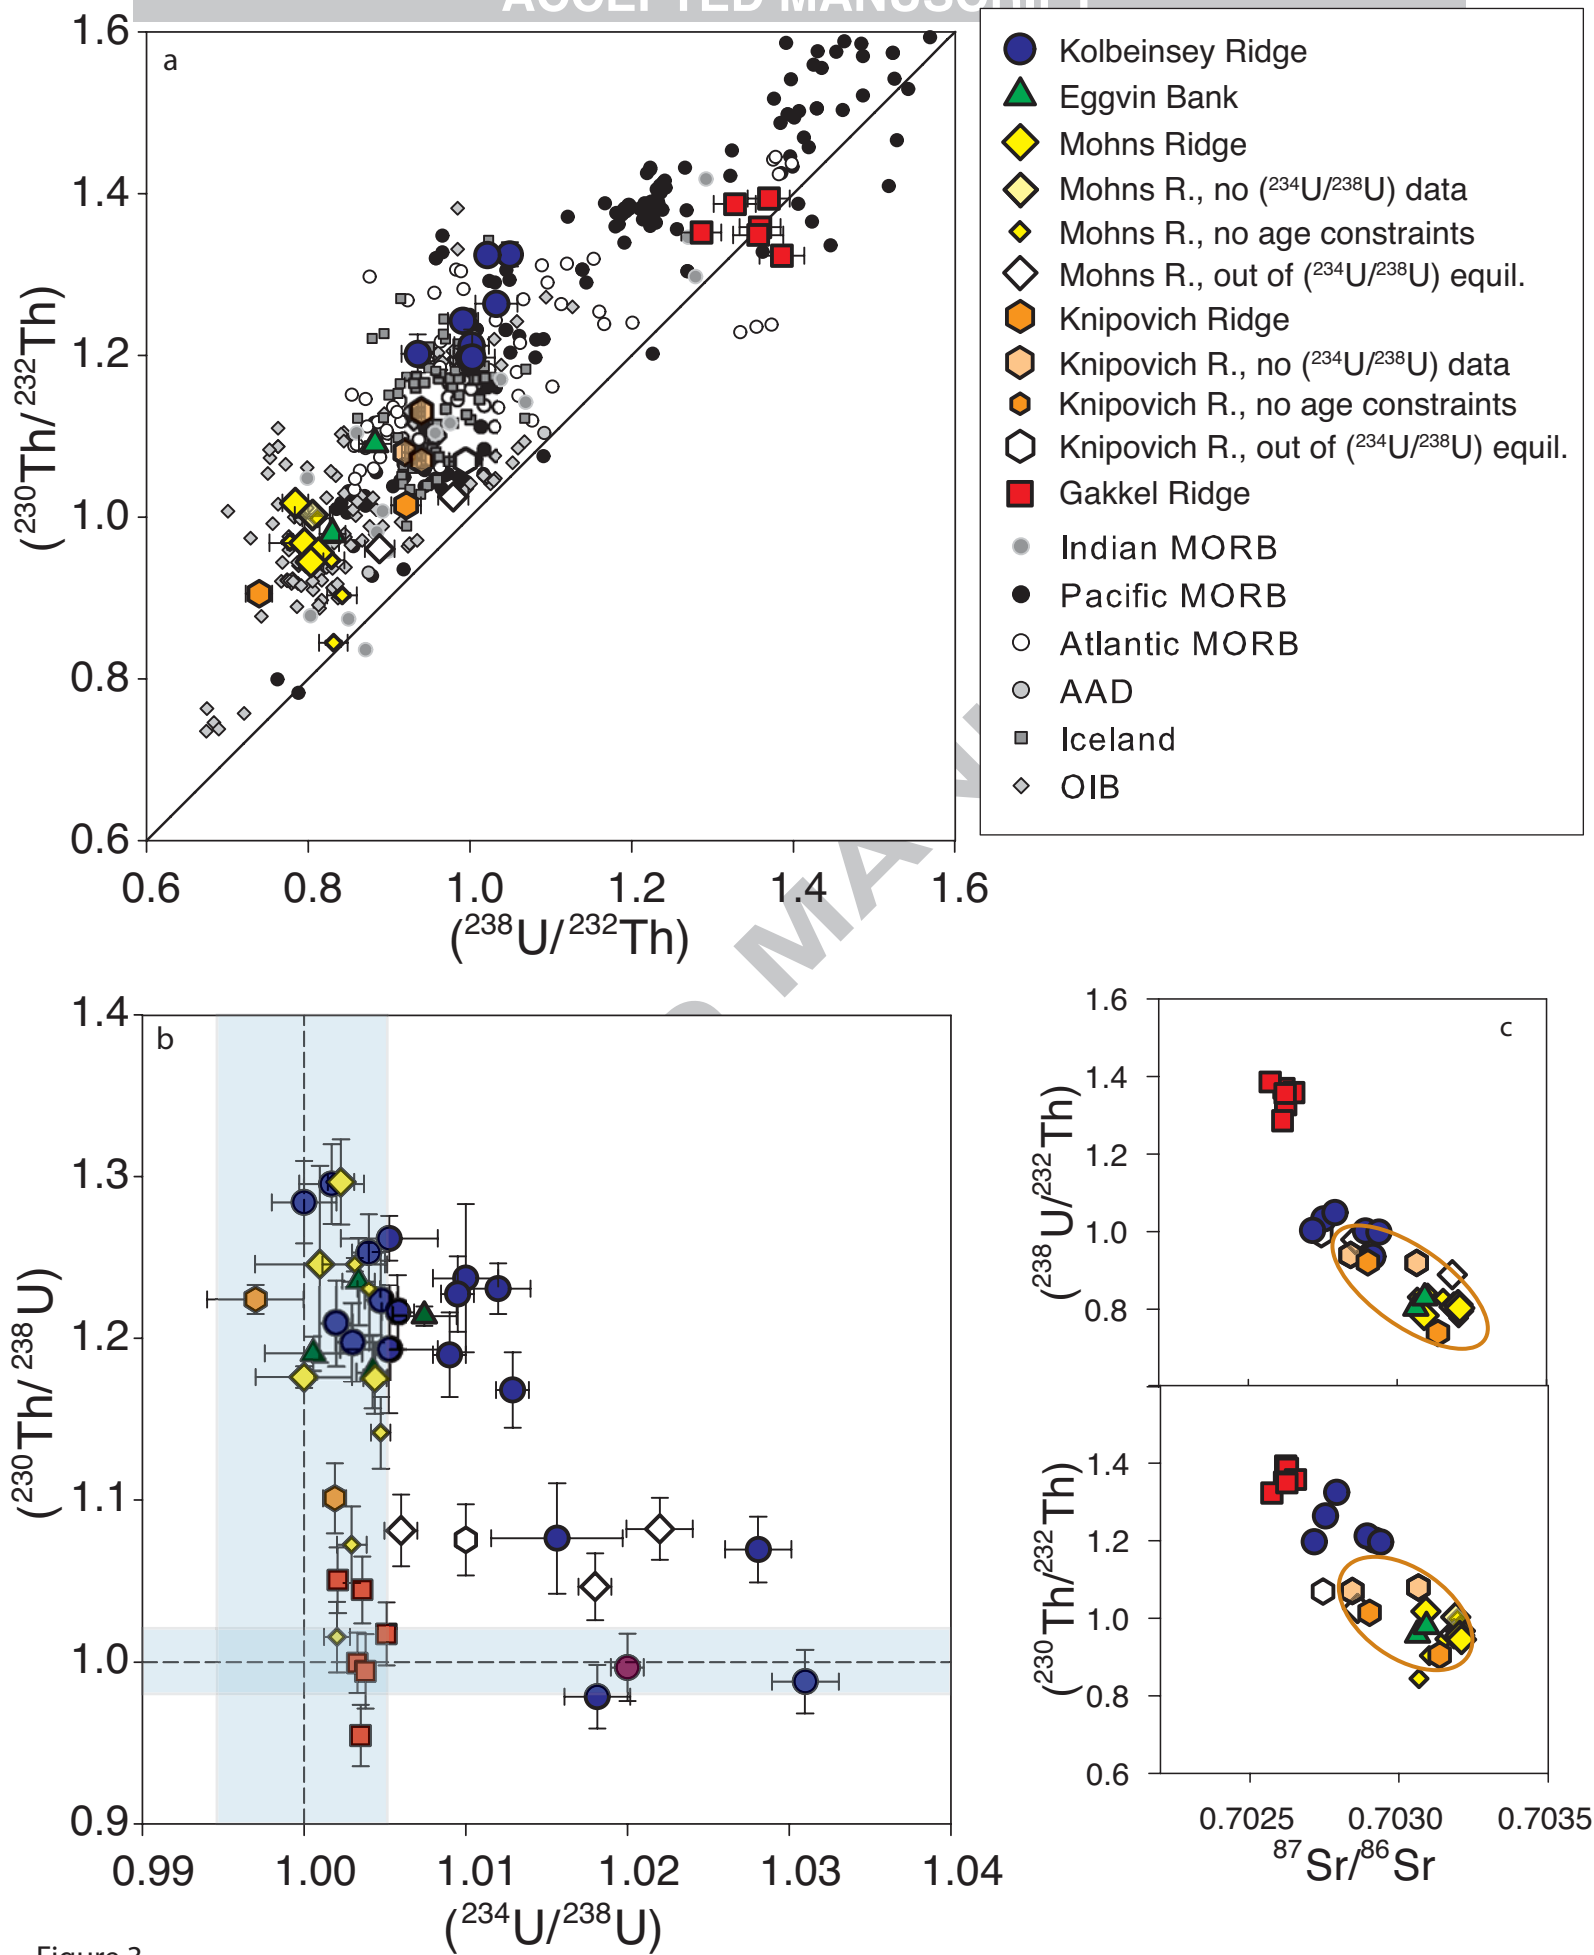 ACCEPTED MANUSCRIPT
a
1.6
1.4
1.2
1.0
0.8
0.6
(230Th/232Th)
0.6 0.8 1.0 1.2 1.4 1.6
(238U/232Th)
Kolbeinsey Ridge
Eggvin Bank
Mohns Ridge
Mohns R., no (234U/238U) data
Mohns R., no age constraints
Mohns R., out of (234U/238U) equil.
Knipovich Ridge
Knipovich R., no (234U/238U) data
Knipovich R., no age constraints
Knipovich R., out of (234U/238U) equil.
Gakkel Ridge
Indian MORB
Pacific MORB
Atlantic MORB
AAD
Iceland
OIB
b
1.4
1.3
1.2
1.1
1.0
0.9
(230Th/238U)
0.99 1.00 1.01 1.02 1.03 1.04
(234U/238U)
c
1.6
1.4
1.2
1.0
0.8
(238U/232Th)
1.4
1.2
1.0
0.8
0.6
(230Th/232Th)
0.7025 0.7030 0.7035
87Sr/86Sr